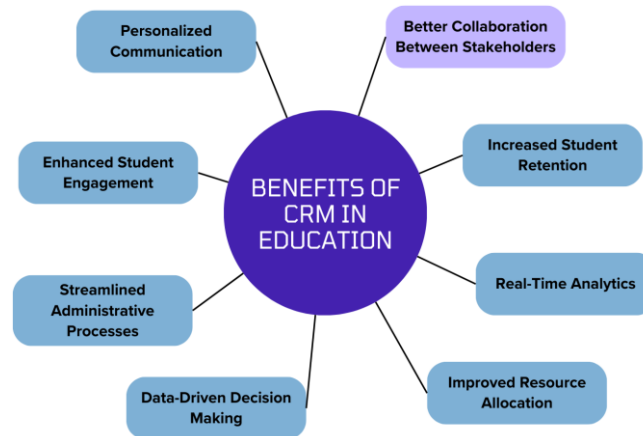 Personalized
Communication
Better Collaboration
Between Stakeholders
Enhanced Student
Engagement
BENEFITS OF
CRM IN
EDUCATION
Increased Student
Retention
Streamlined
Administrative
Processes
Real-Time Analytics
Data-Driven Decision
Making
Improved Resource
Allocation